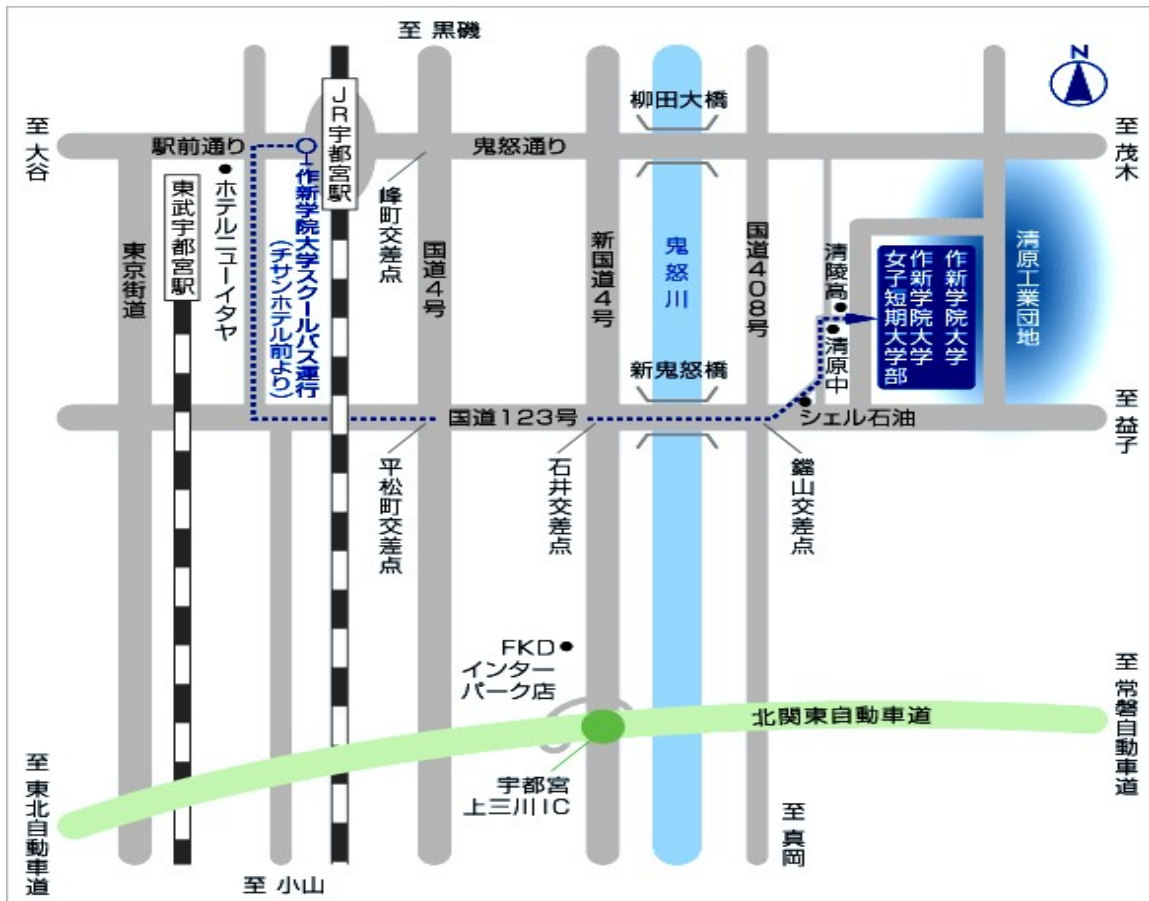 至 黒磯
N
至 大谷
駅前通り
JR宇都宮駅
鬼怒通り
柳田大橋
至 茂木
東京街道
東武宇都宮駅
ホテルニューイタヤ
作新学院大学スクールバス運行
(チサンホテル前より)
峰町交差点
国道4号
新国道4号
鬼怒川
国道408号
清陵高
清原中
作新学院大学
作新学院大学
女子短期大学部
清原工業団地
新鬼怒橋
国道123号
シェル石油
至 益子
平松町交差点
石井交差点
鐺山交差点
FKD
インター
パーク店
北関東自動車道
至 常磐自動車道
宇都宮
上三川IC
至 東北自動車道
至 真岡
至 小山